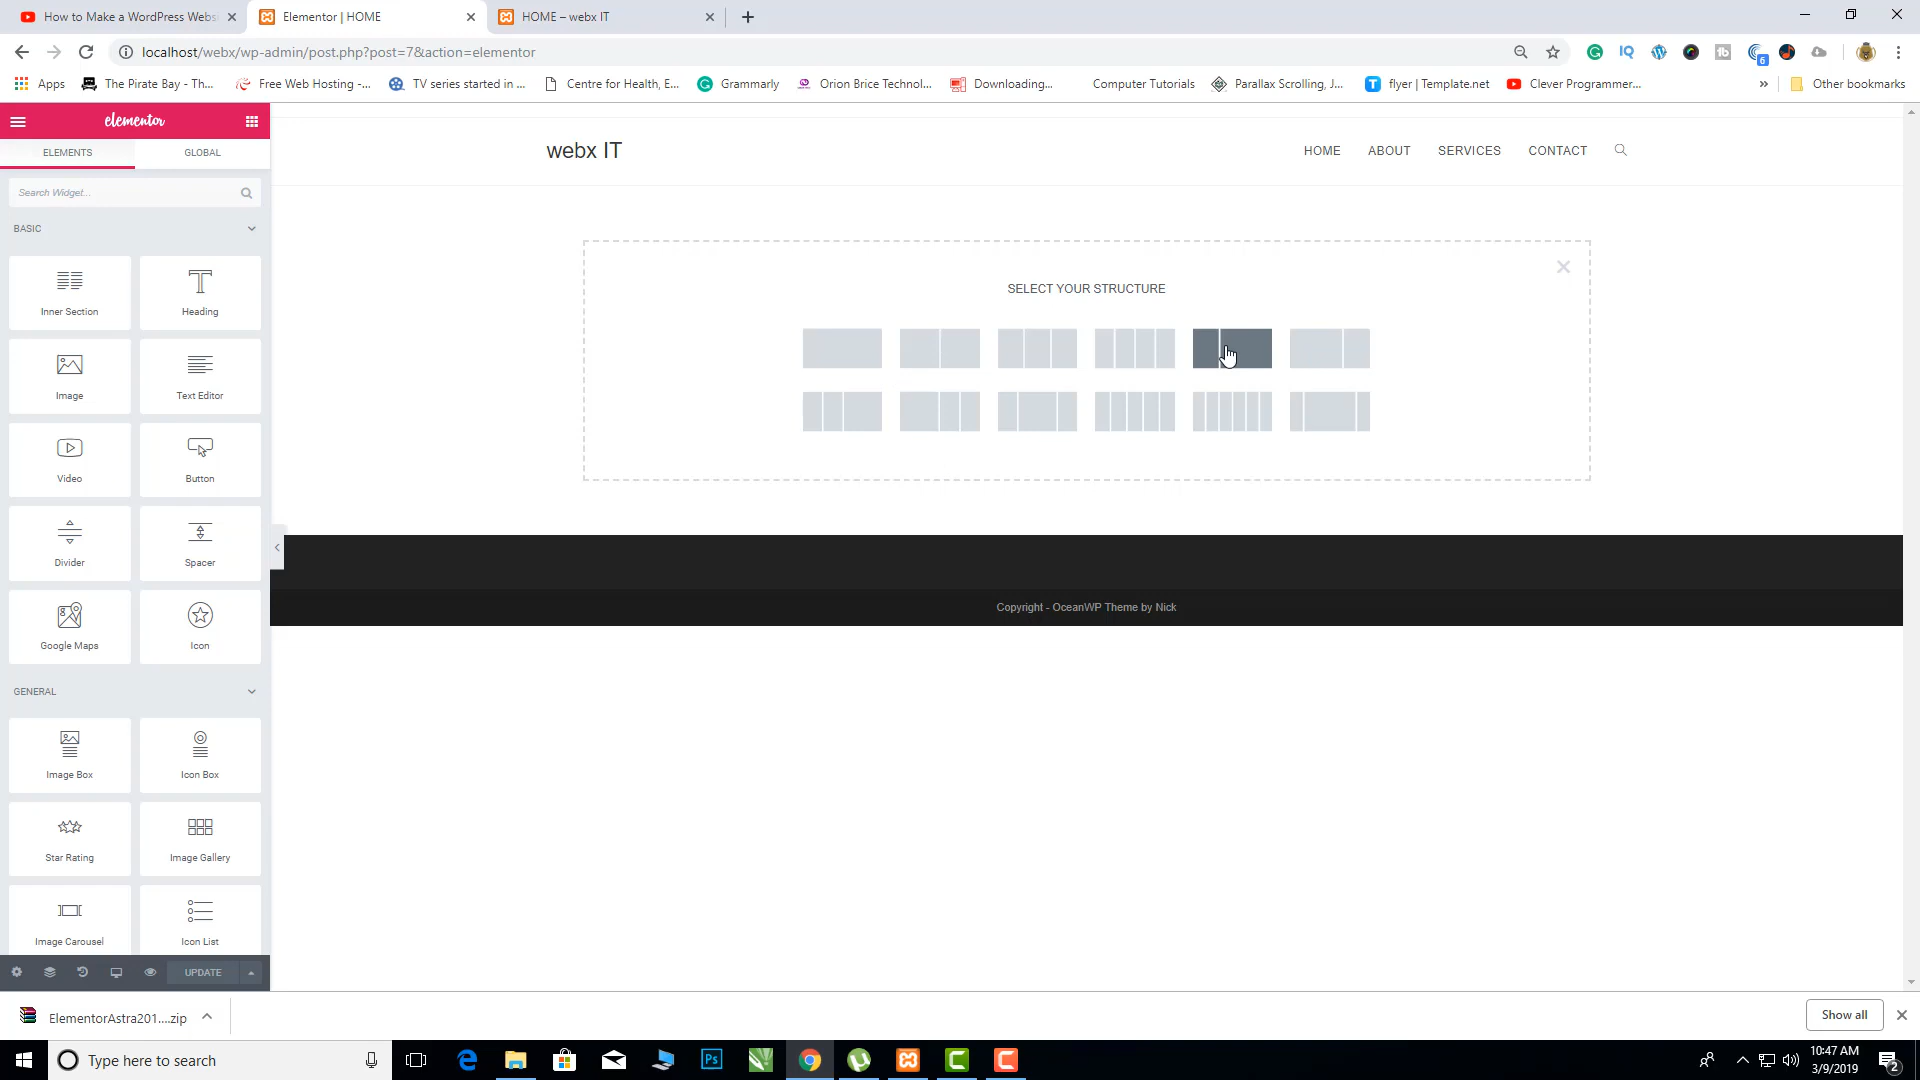 How to Make a WordPress Webs
Elementor | HOME
HOME – webx IT
localhost/webx/wp-admin/post.php?post=7&action=elementor
6
Apps
The Pirate Bay - Th...
Free Web Hosting -...
TV series started in ...
Centre for Health, E...
Grammarly
Orion Brice Technol...
Downloading...
Computer Tutorials
Parallax Scrolling, J...
flyer | Template.net
Clever Programmer...
»
Other bookmarks
elementor
ELEMENTS
GLOBAL
Search Widget...
BASIC
Inner Section
Heading
Image
Text Editor
Video
Button
Divider
Spacer
Google Maps
Icon
GENERAL
Image Box
Icon Box
Star Rating
Image Gallery
Image Carousel
Icon List
UPDATE
webx IT
HOME
ABOUT
SERVICES
CONTACT
SELECT YOUR STRUCTURE
Copyright - OceanWP Theme by Nick
ElementorAstra201....zip
Show all
Type here to search
Ps
10:47 AM
3/9/2019
2